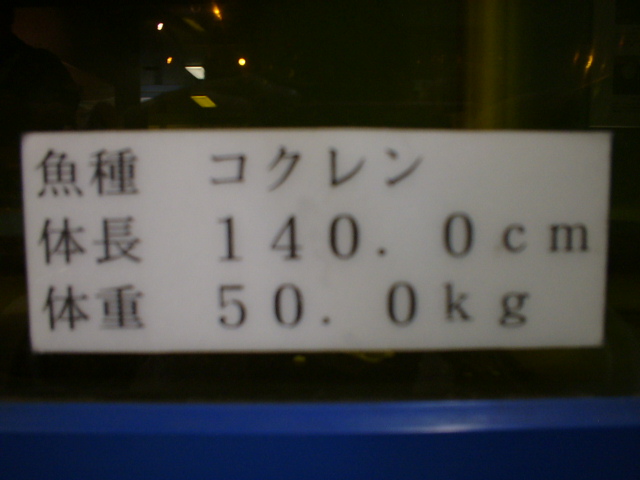 魚種 コクレン
体長 140. 0cm
体重 50. 0kg